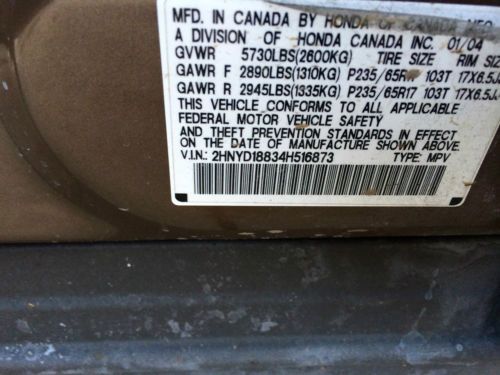 MFD. IN CANADA BY HONDA OF CANADA MFG.
A DIVISION OF HONDA CANADA INC. 01/04
GVWR 5730LBS(2600KG) TIRE SIZE RIM SIZE
GAWR F 2890LBS(1310KG) P235/65R17 103T 17X6.5J
GAWR R 2945LBS(1335KG) P235/65R17 103T 17X6.5J
THIS VEHICLE CONFORMS TO ALL APPLICABLE
FEDERAL MOTOR VEHICLE SAFETY
AND THEFT PREVENTION STANDARDS IN EFFECT
ON THE DATE OF MANUFACTURE SHOWN ABOVE.
V.I.N.: 2HNYD18834H516873 TYPE: MPV